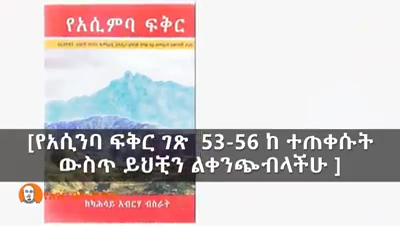 የአሲምባ ፍቅር
[የአሲንባ ፍቅር ገጽ 53-56 ከ ተጠቀሱት
ውስጥ ይህቺን ልቀንጭብላችሁ ]
ከካሕሳይ አብርሃ ብስራት